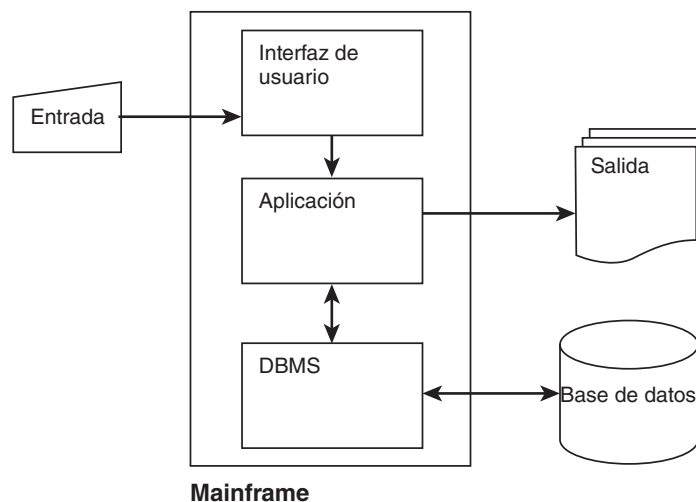 Interfaz de
usuario
Entrada
Aplicación
Salida
DBMS
Base de datos
Mainframe